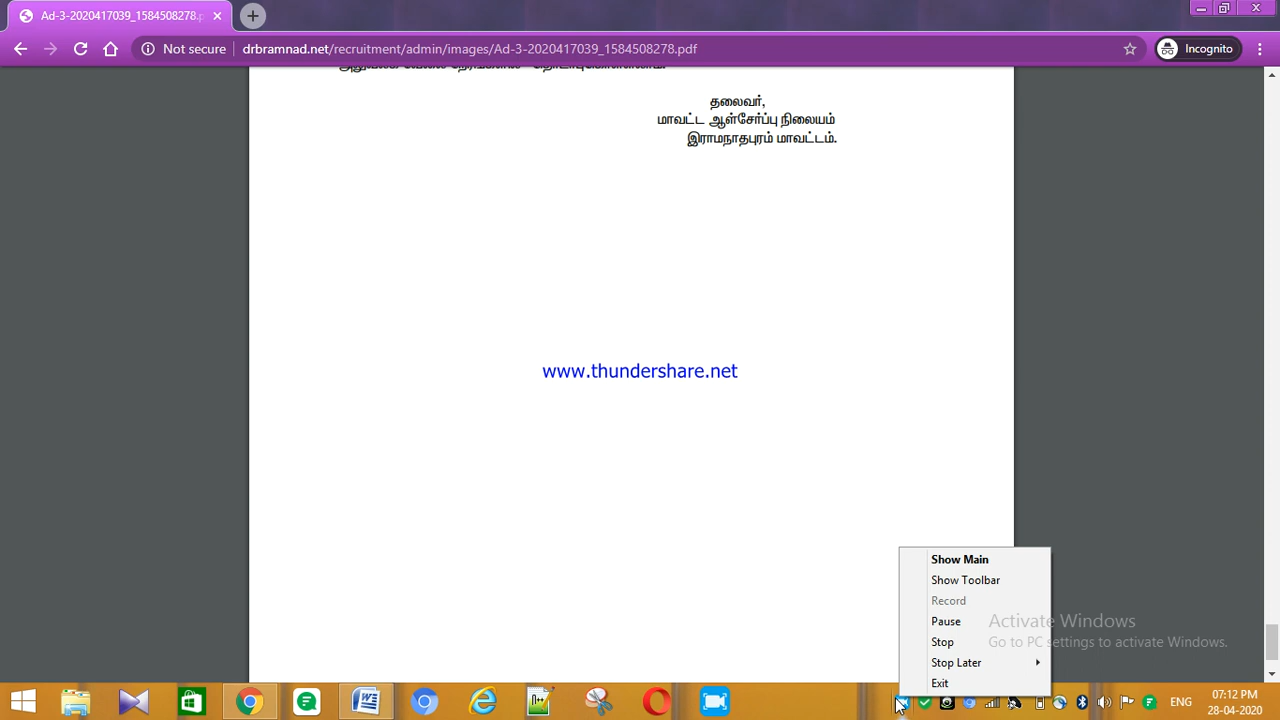 Ad-3-2020417039_1584508278.p
Not secure drbramnad.net/recruitment/admin/images/Ad-3-2020417039_1584508278.pdf Incognito
தலைவர்,
மாவட்ட ஆள்சேர்ப்பு நிலையம்
இராமநாதபுரம் மாவட்டம்.
www.thundershare.net
Show Main
Show Toolbar
Record
Pause
Stop
Stop Later
Exit
Activate Windows
Go to PC settings to activate Windows.
ENG
07:12 PM
28-04-2020